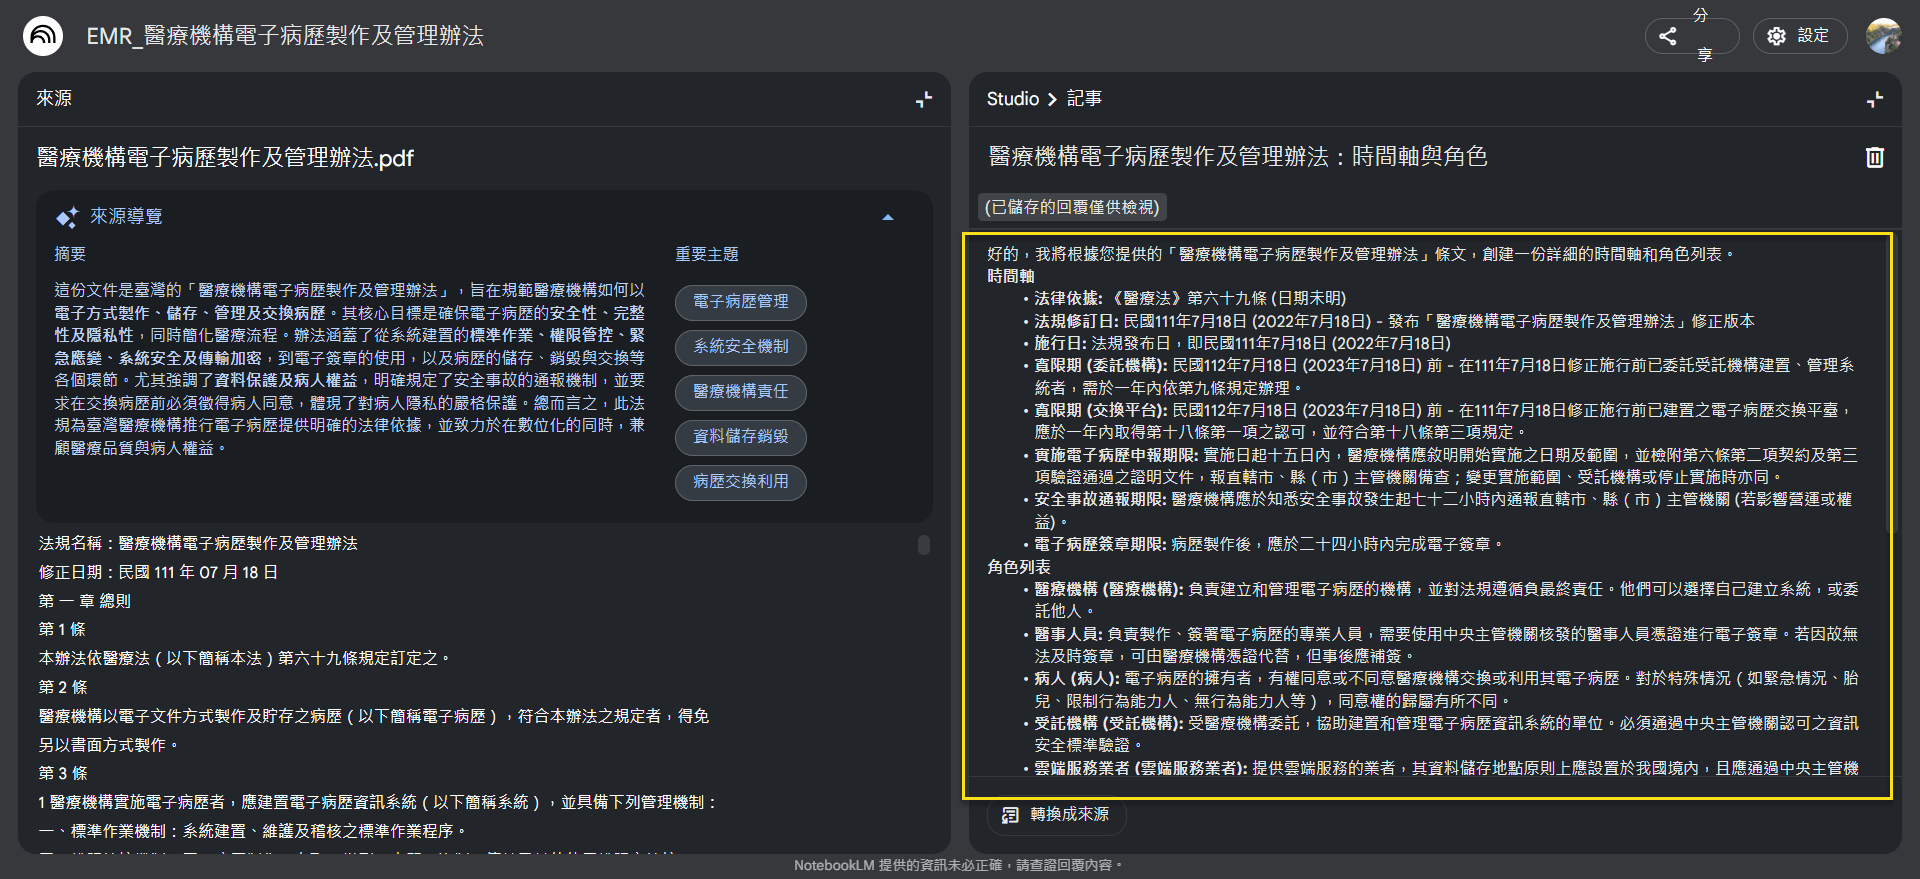 EMR_醫療機構電子病歷製作及管理辦法
分享
設定
來源
醫療機構電子病歷製作及管理辦法.pdf
來源導覽
摘要
這份文件是臺灣的「醫療機構電子病歷製作及管理辦法」，旨在規範醫療機構如何以
電子方式製作、儲存、管理及交換病歷。其核心目標是確保電子病歷的安全性、完整
性及隱私性，同時簡化醫療流程。辦法涵蓋了從系統建置的標準作業、權限管控、緊
急應變、系統安全及傳輸加密，到電子簽章的使用，以及病歷的儲存、銷毀與交換等
各個環節。尤其強調了資料保護及病人權益，明確規定了安全事故的通報機制，並要
求在交換病歷前必須徵得病人同意，體現了對病人隱私的嚴格保護。總而言之，此法
規為臺灣醫療機構推行電子病歷提供明確的法律依據，並致力於在數位化的同時，兼
顧醫療品質與病人權益。
重要主題
電子病歷管理
系統安全機制
醫療機構責任
資料儲存銷毀
病歷交換利用
法規名稱：醫療機構電子病歷製作及管理辦法
修正日期：民國 111 年 07 月 18 日
第 一 章 總則
第 1 條
本辦法依醫療法（以下簡稱本法）第六十九條規定訂定之。
第 2 條
醫療機構以電子文件方式製作及貯存之病歷（以下簡稱電子病歷），符合本辦法之規定者，得免
另以書面方式製作。
第 3 條
1 醫療機構實施電子病歷者，應建置電子病歷資訊系統（以下簡稱系統），並具備下列管理機制：
一、標準作業機制：系統建置、維護及稽核之標準作業程序。
Studio > 記事
醫療機構電子病歷製作及管理辦法：時間軸與角色
(已儲存的回覆僅供檢視)
好的，我將根據您提供的「醫療機構電子病歷製作及管理辦法」條文，創建一份詳細的時間軸和角色列表。
時間軸
• 法律依據: 《醫療法》第六十九條 (日期未明)
• 法規修訂日: 民國111年7月18日 (2022年7月18日) - 發布「醫療機構電子病歷製作及管理辦法」修正版本
• 施行日: 法規發布日，即民國111年7月18日 (2022年7月18日)
• 寬限期 (委託機構): 民國112年7月18日 (2023年7月18日) 前 - 在111年7月18日修正施行前已委託受託機構建置、管理系
統者，需於一年內依第九條規定辦理。
• 寬限期 (交換平台): 民國112年7月18日 (2023年7月18日) 前 - 在111年7月18日修正施行前已建置之電子病歷交換平臺，
應於一年內取得第十八條第一項之認可，並符合第十八條第三項規定。
• 實施電子病歷申報期限: 實施日起十五日內，醫療機構應敘明開始實施之日期及範圍，並檢附第六條第二項契約及第三
項驗證通過之證明文件，報直轄市、縣（市）主管機關備查；變更實施範圍、受託機構或停止實施時亦同。
• 安全事故通報期限: 醫療機構應於知悉安全事故發生起七十二小時內通報直轄市、縣（市）主管機關 (若影響營運或權
益)。
• 電子病歷簽章期限: 病歷製作後，應於二十四小時內完成電子簽章。
角色列表
• 醫療機構 (醫療機構): 負責建立和管理電子病歷的機構，並對法規遵循負最終責任。他們可以選擇自己建立系統，或委
託他人。
• 醫事人員: 負責製作、簽署電子病歷的專業人員，需要使用中央主管機關核發的醫事人員憑證進行電子簽章。若因故無
法及時簽章，可由醫療機構憑證代替，但事後應補簽。
• 病人 (病人): 電子病歷的擁有者，有權同意或不同意醫療機構交換或利用其電子病歷。對於特殊情況（如緊急情況、胎
兒、限制行為能力人、無行為能力人等），同意權的歸屬有所不同。
• 受託機構 (受託機構): 受醫療機構委託，協助建置和管理電子病歷資訊系統的單位。必須通過中央主管機關認可之資訊
安全標準驗證。
• 雲端服務業者 (雲端服務業者): 提供雲端服務的業者，其資料儲存地點原則上應設置於我國境內，且應通過中央主管機
轉換成來源
NotebookLM 提供的資訊未必正確，請查證回覆內容。